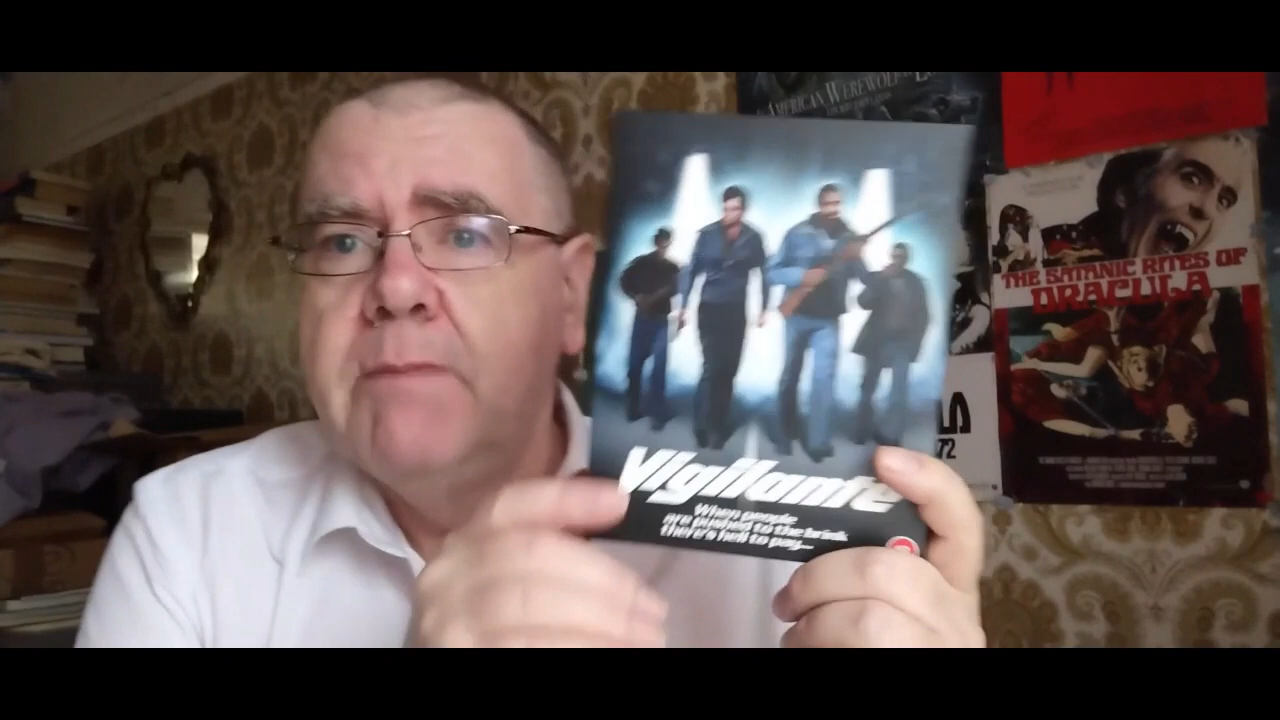 AMERICAN WEREWOLF
THE SATANIC RITES OF
DRACULA
72
Vigilante
When people
are pushed to the brink
there's hell to pay...